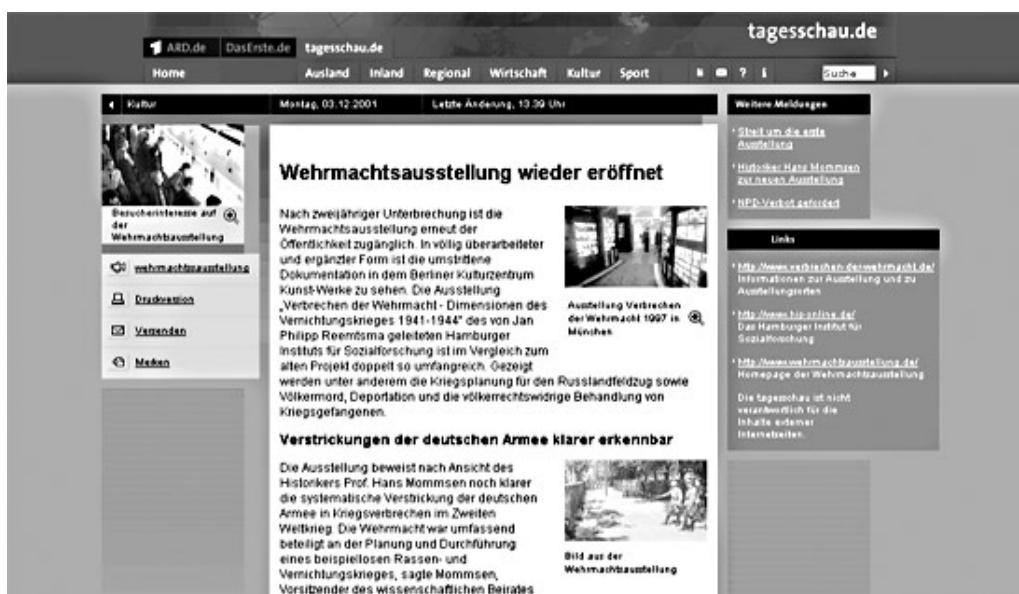 tagesschau.de
ARD.de DasErste.de tagesschau.de
Home Ausland Inland Regional Wirtschaft Kultur Sport ? i Suche
Kultur Montag, 03.12.2001 Letzte Änderung, 13.39 Uhr
Besucherinteresse auf
der
Wehrmachtsausstellung
wehrmachtsausstellung
Druckversion
Versenden
Merken
Wehrmachtsausstellung wieder eröffnet
Nach zweijähriger Unterbrechung ist die
Wehrmachtsausstellung erneut der
Öffentlichkeit zugänglich. In völlig überarbeiteter
und ergänzter Form ist die umstrittene
Dokumentation in dem Berliner Kulturzentrum
Kunst-Werke zu sehen. Die Ausstellung
„Verbrechen der Wehrmacht - Dimensionen des
Vernichtungskrieges 1941-1944" des von Jan
Philipp Reemtsma geleiteten Hamburger
Instituts für Sozialforschung ist im Vergleich zum
alten Projekt doppelt so umfangreich. Gezeigt
werden unter anderem die Kriegsplanung für den Russlandfeldzug sowie
Völkermord, Deportation und die völkerrechtswidrige Behandlung von
Kriegsgefangenen.
Ausstellung Verbrechen
der Wehrmacht 1997 in
München
Verstrickungen der deutschen Armee klarer erkennbar
Die Ausstellung beweist nach Ansicht des
Historikers Prof. Hans Mommsen noch klarer
die systematische Verstrickung der deutschen
Armee in Kriegsverbrechen im Zweiten
Weltkrieg. Die Wehrmacht war umfassend
beteiligt an der Planung und Durchführung
eines beispiellosen Rassen- und
Vernichtungskrieges, sagte Mommsen,
Vorsitzender des wissenschaftlichen Beirates
Bild aus der
Wehrmachtsausstellung
Weitere Meldungen
Streit um die erste
Ausstellung
Historiker Hans Mommsen
zur neuen Ausstellung
NPD-Verbot gefordert
Links
http://www.verbrechen-der-wehrmacht.de/
Informationen zur Ausstellung und zu
Ausstellungsorten
http://www.his-online.de/
Das Hamburger Institut für
Sozialforschung
http://www.wehrmachtsausstellung.de/
Homepage der Wehrmachtsausstellung
Die tagesschau ist nicht
verantwortlich für die
Inhalte externer
Internetseiten.